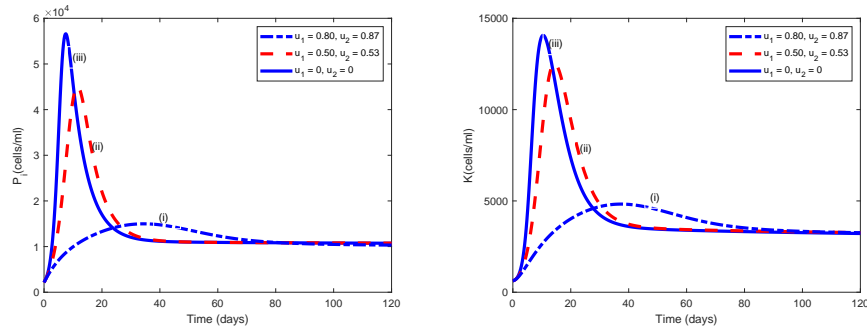 ×10⁴
6
5
4
3
2
1
0
P_i(cells/ml)
0 20 40 60 80 100 120
Time (days)
(iii)
(ii)
(i)
u_1 = 0.80, u_2 = 0.87
u_1 = 0.50, u_2 = 0.53
u_1 = 0, u_2 = 0
15000
10000
5000
0
K(cells/ml)
0 20 40 60 80 100 120
Time (days)
(iii)
(ii)
(i)
u_1 = 0.80, u_2 = 0.87
u_1 = 0.50, u_2 = 0.53
u_1 = 0, u_2 = 0